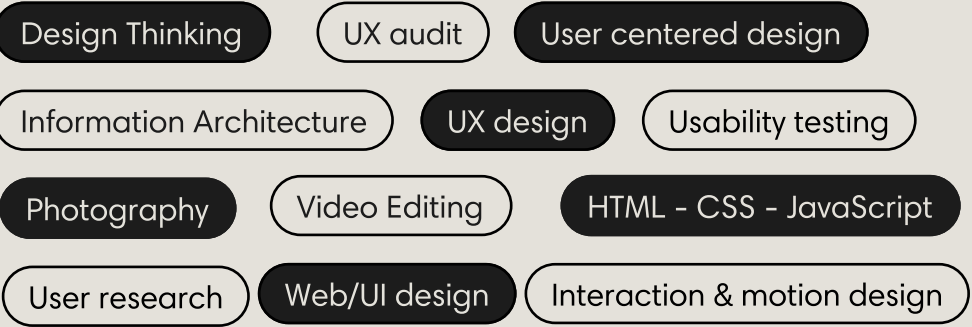 Design Thinking UX audit User centered design
Information Architecture UX design Usability testing
Photography Video Editing HTML - CSS - JavaScript
User research Web/UI design Interaction & motion design